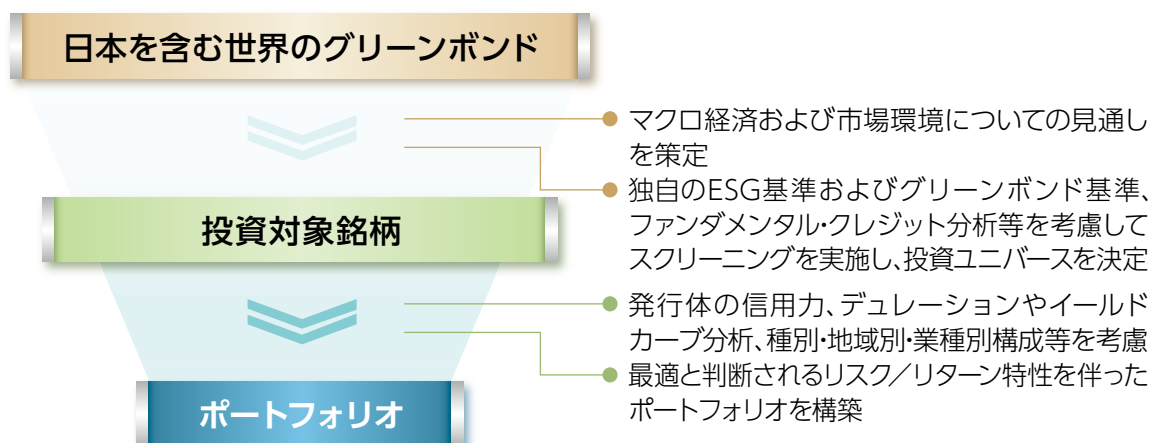 日本を含む世界のグリーンボンド
マクロ経済および市場環境についての見通し
を策定
独自のESG基準およびグリーンボンド基準、
ファンダメンタル・クレジット分析等を考慮して
スクリーニングを実施し、投資ユニバースを決定
投資対象銘柄
発行体の信用力、デュレーションやイールド
カーブ分析、種別・地域別・業種別構成等を考慮
最適と判断されるリスク／リターン特性を伴った
ポートフォリオを構築
ポートフォリオ